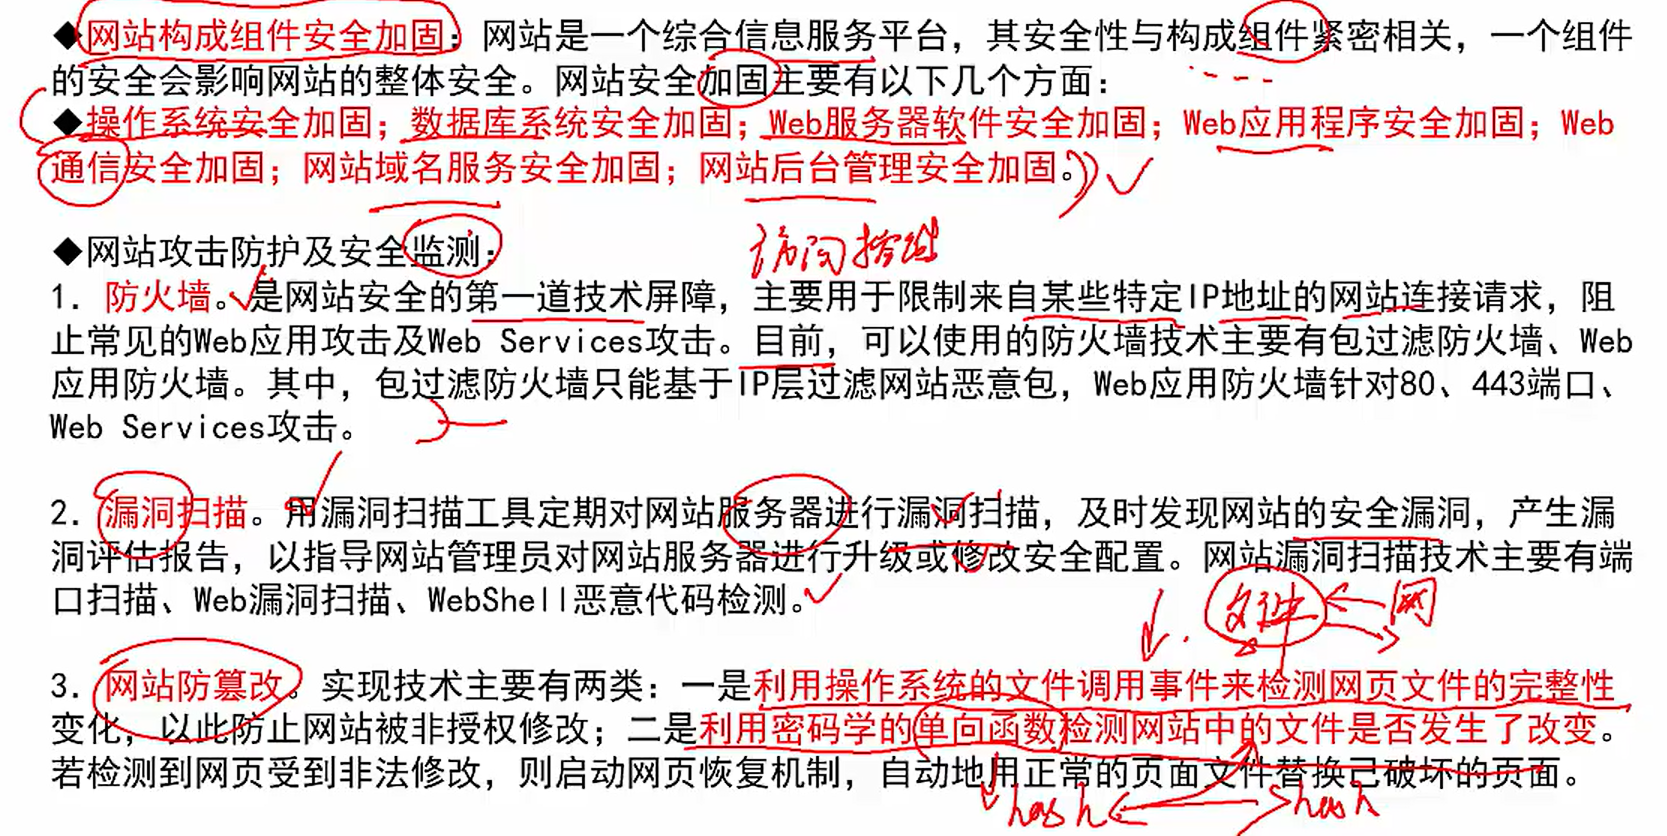 ◆网站构成组件安全加固：网站是一个综合信息服务平台，其安全性与构成组件紧密相关，一个组件
的安全会影响网站的整体安全。网站安全加固主要有以下几个方面：
◆操作系统安全加固；数据库系统安全加固；Web服务器软件安全加固；Web应用程序安全加固；Web
通信安全加固；网站域名服务安全加固；网站后台管理安全加固。
◆网站攻击防护及安全监测：
访问控制
1. 防火墙。是网站安全的第一道技术屏障，主要用于限制来自某些特定IP地址的网站连接请求，阻
止常见的Web应用攻击及Web Services攻击。目前，可以使用的防火墙技术主要有包过滤防火墙、Web
应用防火墙。其中，包过滤防火墙只能基于IP层过滤网站恶意包，Web应用防火墙针对80、443端口、
Web Services攻击。
2. 漏洞扫描。用漏洞扫描工具定期对网站服务器进行漏洞扫描，及时发现网站的安全漏洞，产生漏
洞评估报告，以指导网站管理员对网站服务器进行升级或修改安全配置。网站漏洞扫描技术主要有端
口扫描、Web漏洞扫描、WebShell恶意代码检测。
文件 网
3. 网站防篡改。实现技术主要有两类：一是利用操作系统的文件调用事件来检测网页文件的完整性
变化，以此防止网站被非授权修改；二是利用密码学的单向函数检测网站中的文件是否发生了改变。
若检测到网页受到非法修改，则启动网页恢复机制，自动地用正常的页面文件替换已破坏的页面。
hash hash